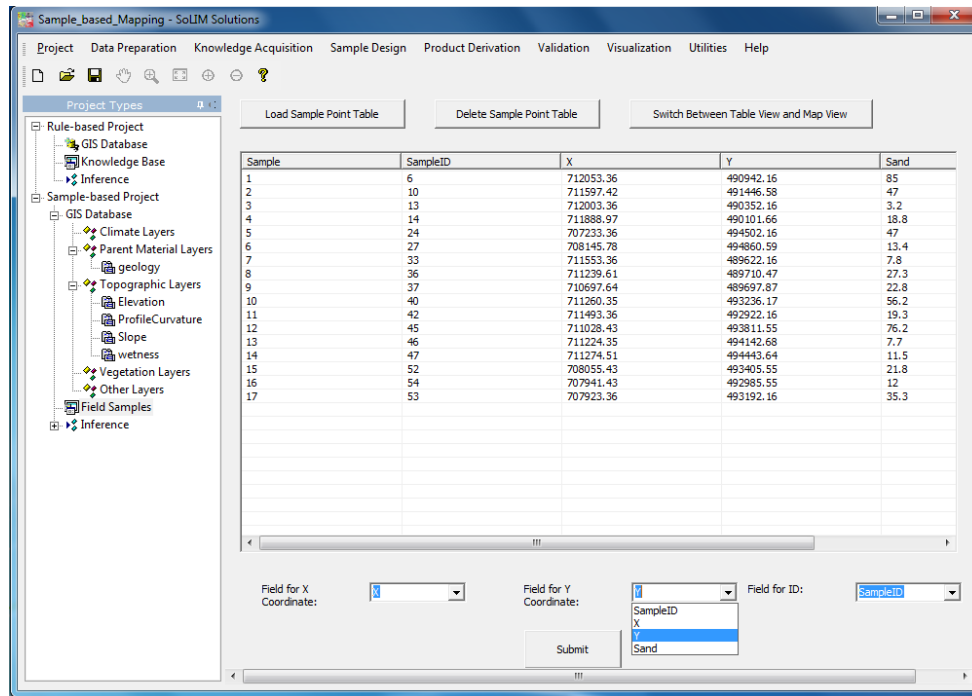 Sample_based_Mapping - SoLIM Solutions
Project Data Preparation Knowledge Acquisition Sample Design Product Derivation Validation Visualization Utilities Help
Project Types
Rule-based Project
GIS Database
Knowledge Base
Inference
Sample-based Project
GIS Database
Climate Layers
Parent Material Layers
geology
Topographic Layers
Elevation
ProfileCurvature
Slope
wetness
Vegetation Layers
Other Layers
Field Samples
Inference
Load Sample Point Table Delete Sample Point Table Switch Between Table View and Map View
Sample SampleID X Y Sand
1 6 712053.36 490942.16 85
2 10 711597.42 491446.58 47
3 13 712003.36 490352.16 3.2
4 14 711888.97 490101.66 18.8
5 24 707233.36 494502.16 47
6 27 708145.78 494860.59 13.4
7 33 711553.36 489622.16 7.8
8 36 711239.61 489710.47 27.3
9 37 710697.64 489697.87 22.8
10 40 711260.35 493236.17 56.2
11 42 711493.36 492922.16 19.3
12 45 711028.43 493811.55 76.2
13 46 711224.35 494142.68 7.7
14 47 711274.51 494443.64 11.5
15 52 708055.43 493405.55 21.8
16 54 707941.43 492985.55 12
17 53 707923.36 493192.16 35.3
Field for X
Coordinate:
X
Field for Y
Coordinate:
Y
SampleID
X
Y
Sand
Field for ID:
SampleID
Submit